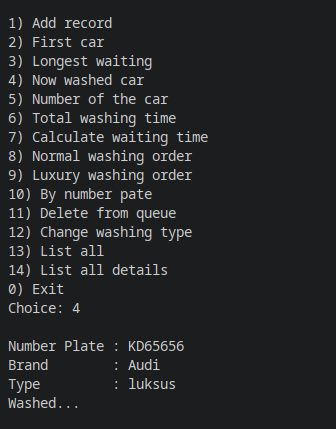 1) Add record
2) First car
3) Longest waiting
4) Now washed car
5) Number of the car
6) Total washing time
7) Calculate waiting time
8) Normal washing order
9) Luxury washing order
10) By number pate
11) Delete from queue
12) Change washing type
13) List all
14) List all details
0) Exit
Choice: 4

Number Plate : KD65656
Brand        : Audi
Type         : luksus
Washed...